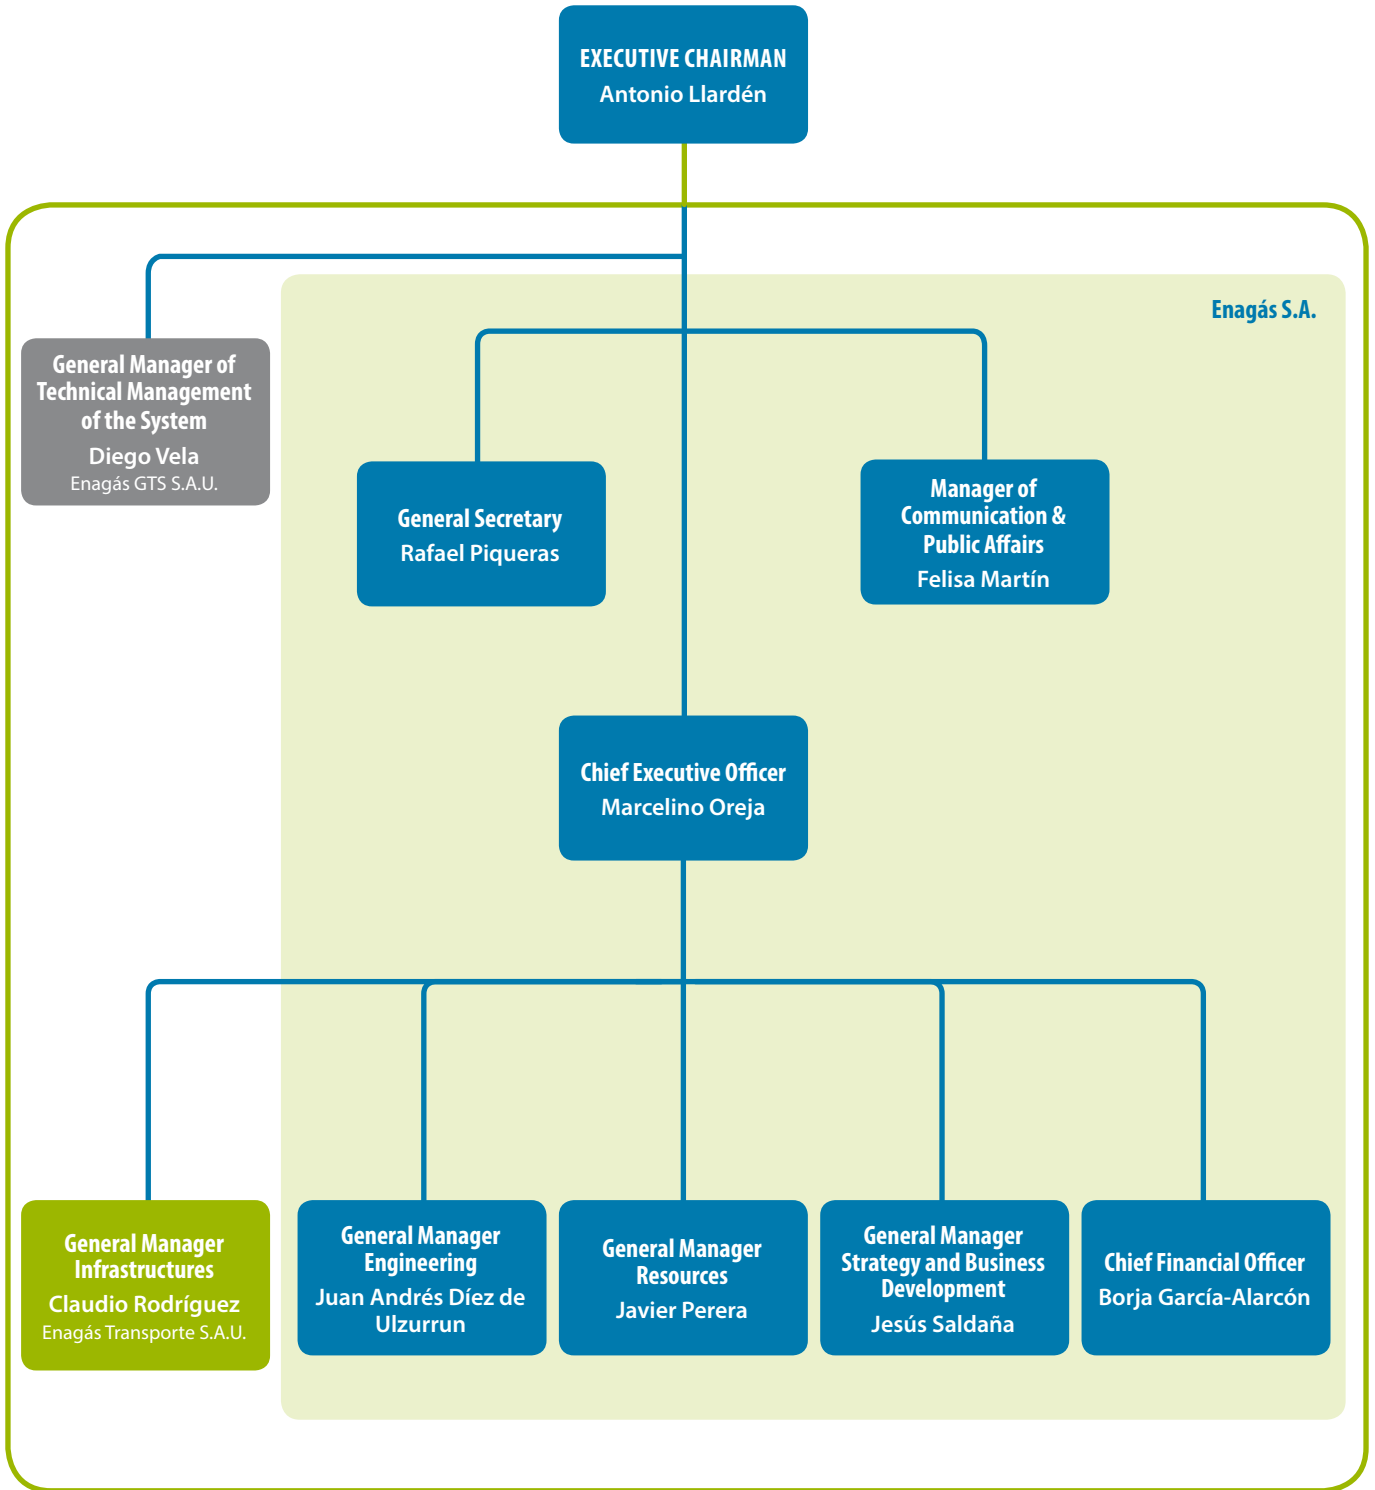 EXECUTIVE CHAIRMAN
Antonio Llardén
Enagás S.A.
General Manager of
Technical Management
of the System
Diego Vela
Enagás GTS S.A.U.
General Secretary
Rafael Piqueras
Manager of
Communication &
Public Affairs
Felisa Martín
Chief Executive Officer
Marcelino Oreja
General Manager
Infrastructures
Claudio Rodríguez
Enagás Transporte S.A.U.
General Manager
Engineering
Juan Andrés Díez de
Ulzurrun
General Manager
Resources
Javier Perera
General Manager
Strategy and Business
Development
Jesús Saldaña
Chief Financial Officer
Borja García-Alarcón